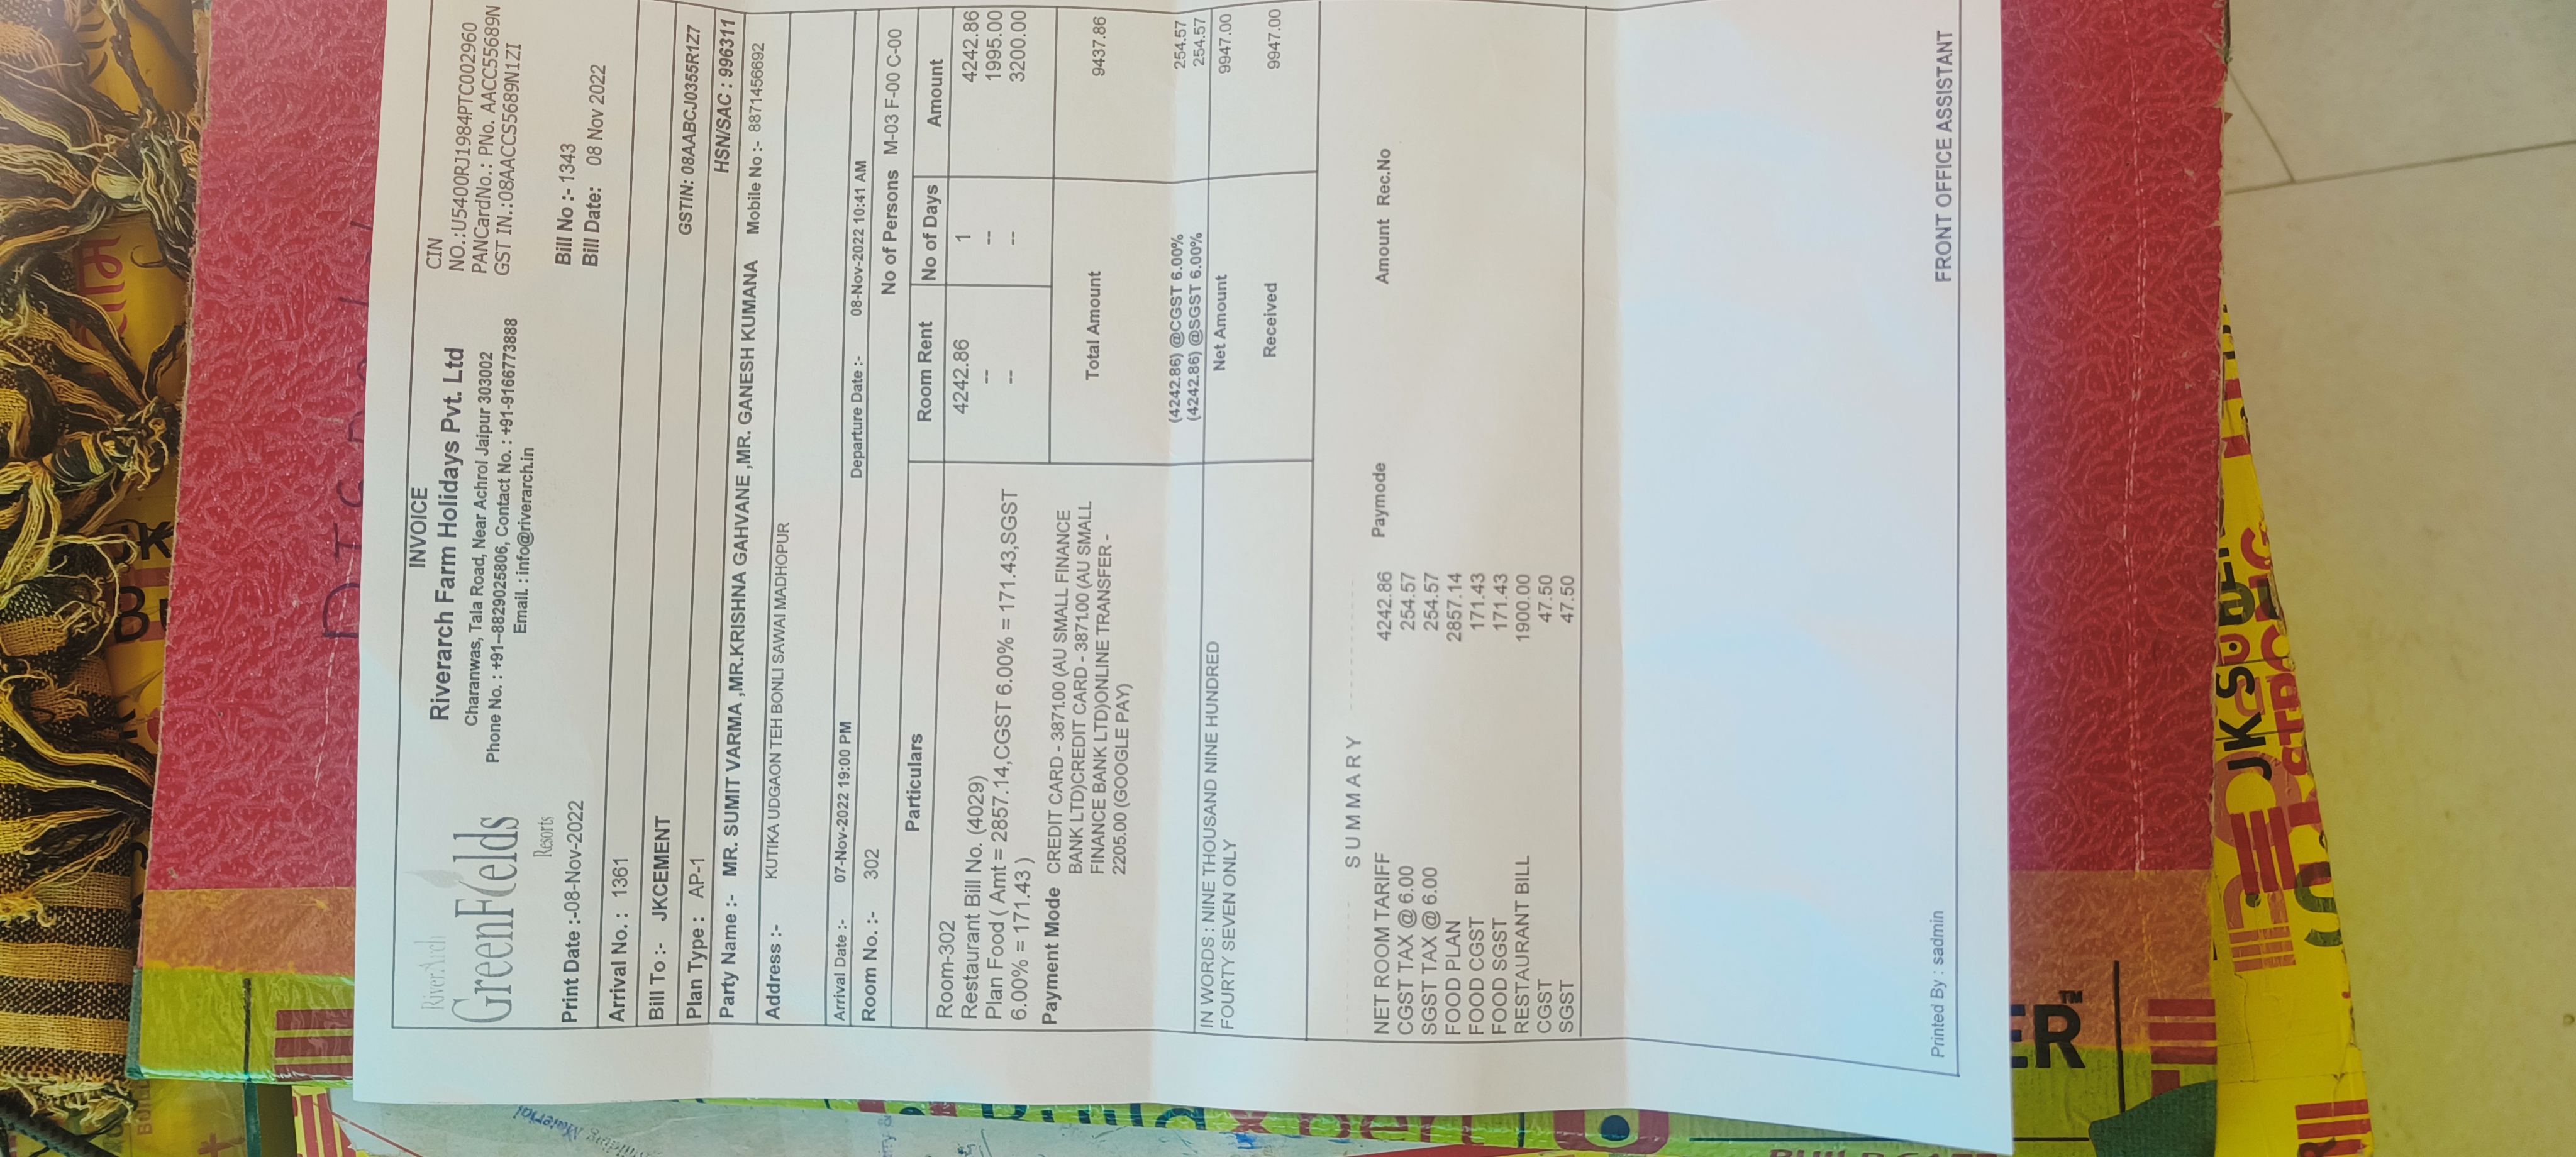 साम
BUIL
DISpa
RiverArch
GreenFields
Resorts
INVOICE
Riverarch Farm Holidays Pvt. Ltd
Charanwas, Tala Road, Near Achrol Jaipur 303002
Phone No. : +91--8829025806, Contact No. : +91-9166773888
Email. : info@riverarch.in
CIN
NO.:U5400RJ1984PTC002960
PANCardNo.: PNo. AACC55689N
GST IN.:08AACCS5689N1ZI
Print Date :-08-Nov-2022
Bill No :- 1343
Bill Date: 08 Nov 2022
Arrival No. : 1361
Bill To :- JKCEMENT
GSTIN: 08AABCJ0355R1Z7
Plan Type : AP-1
HSN/SAC : 996311
Party Name :- MR. SUMIT VARMA ,MR.KRISHNA GAHVANE ,MR. GANESH KUMANA Mobile No :- 8871456692
Address :- KUTIKA UDGAON TEH BONLI SAWAI MADHOPUR
Arrival Date :- 07-Nov-2022 19:00 PM Departure Date :- 08-Nov-2022 10:41 AM
Room No. :- 302 No of Persons M-03 F-00 C-00
Particulars Room Rent No of Days Amount
Room-302 4242.86 1 4242.86
Restaurant Bill No. (4029) -- -- 1995.00
Plan Food ( Amt = 2857.14,CGST 6.00% = 171.43,SGST -- -- 3200.00
6.00% = 171.43 )
Payment Mode CREDIT CARD - 3871.00 (AU SMALL FINANCE
BANK LTD)CREDIT CARD - 3871.00 (AU SMALL
FINANCE BANK LTD)ONLINE TRANSFER -
2205.00 (GOOGLE PAY)
Total Amount 9437.86
(4242.86) @CGST 6.00% 254.57
(4242.86) @SGST 6.00% 254.57
IN WORDS : NINE THOUSAND NINE HUNDRED
FOURTY SEVEN ONLY
Net Amount 9947.00
Received 9947.00
SUMMARY
NET ROOM TARIFF 4242.86 Paymode Amount Rec.No
CGST TAX @ 6.00 254.57
SGST TAX @ 6.00 254.57
FOOD PLAN 2857.14
FOOD CGST 171.43
FOOD SGST 171.43
RESTAURANT BILL 1900.00
CGST 47.50
SGST 47.50
Printed By : sadmin FRONT OFFICE ASSISTANT
ER™
JK SUPER
STRONG